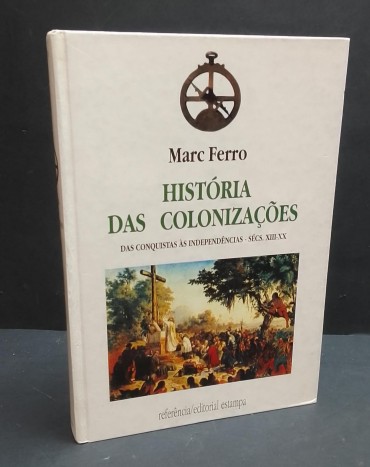 Marc Ferro
HISTÓRIA
DAS COLONIZAÇÕES
DAS CONQUISTAS ÀS INDEPENDÊNCIAS - SÉCS. XIII-XX
referência/editorial estampa